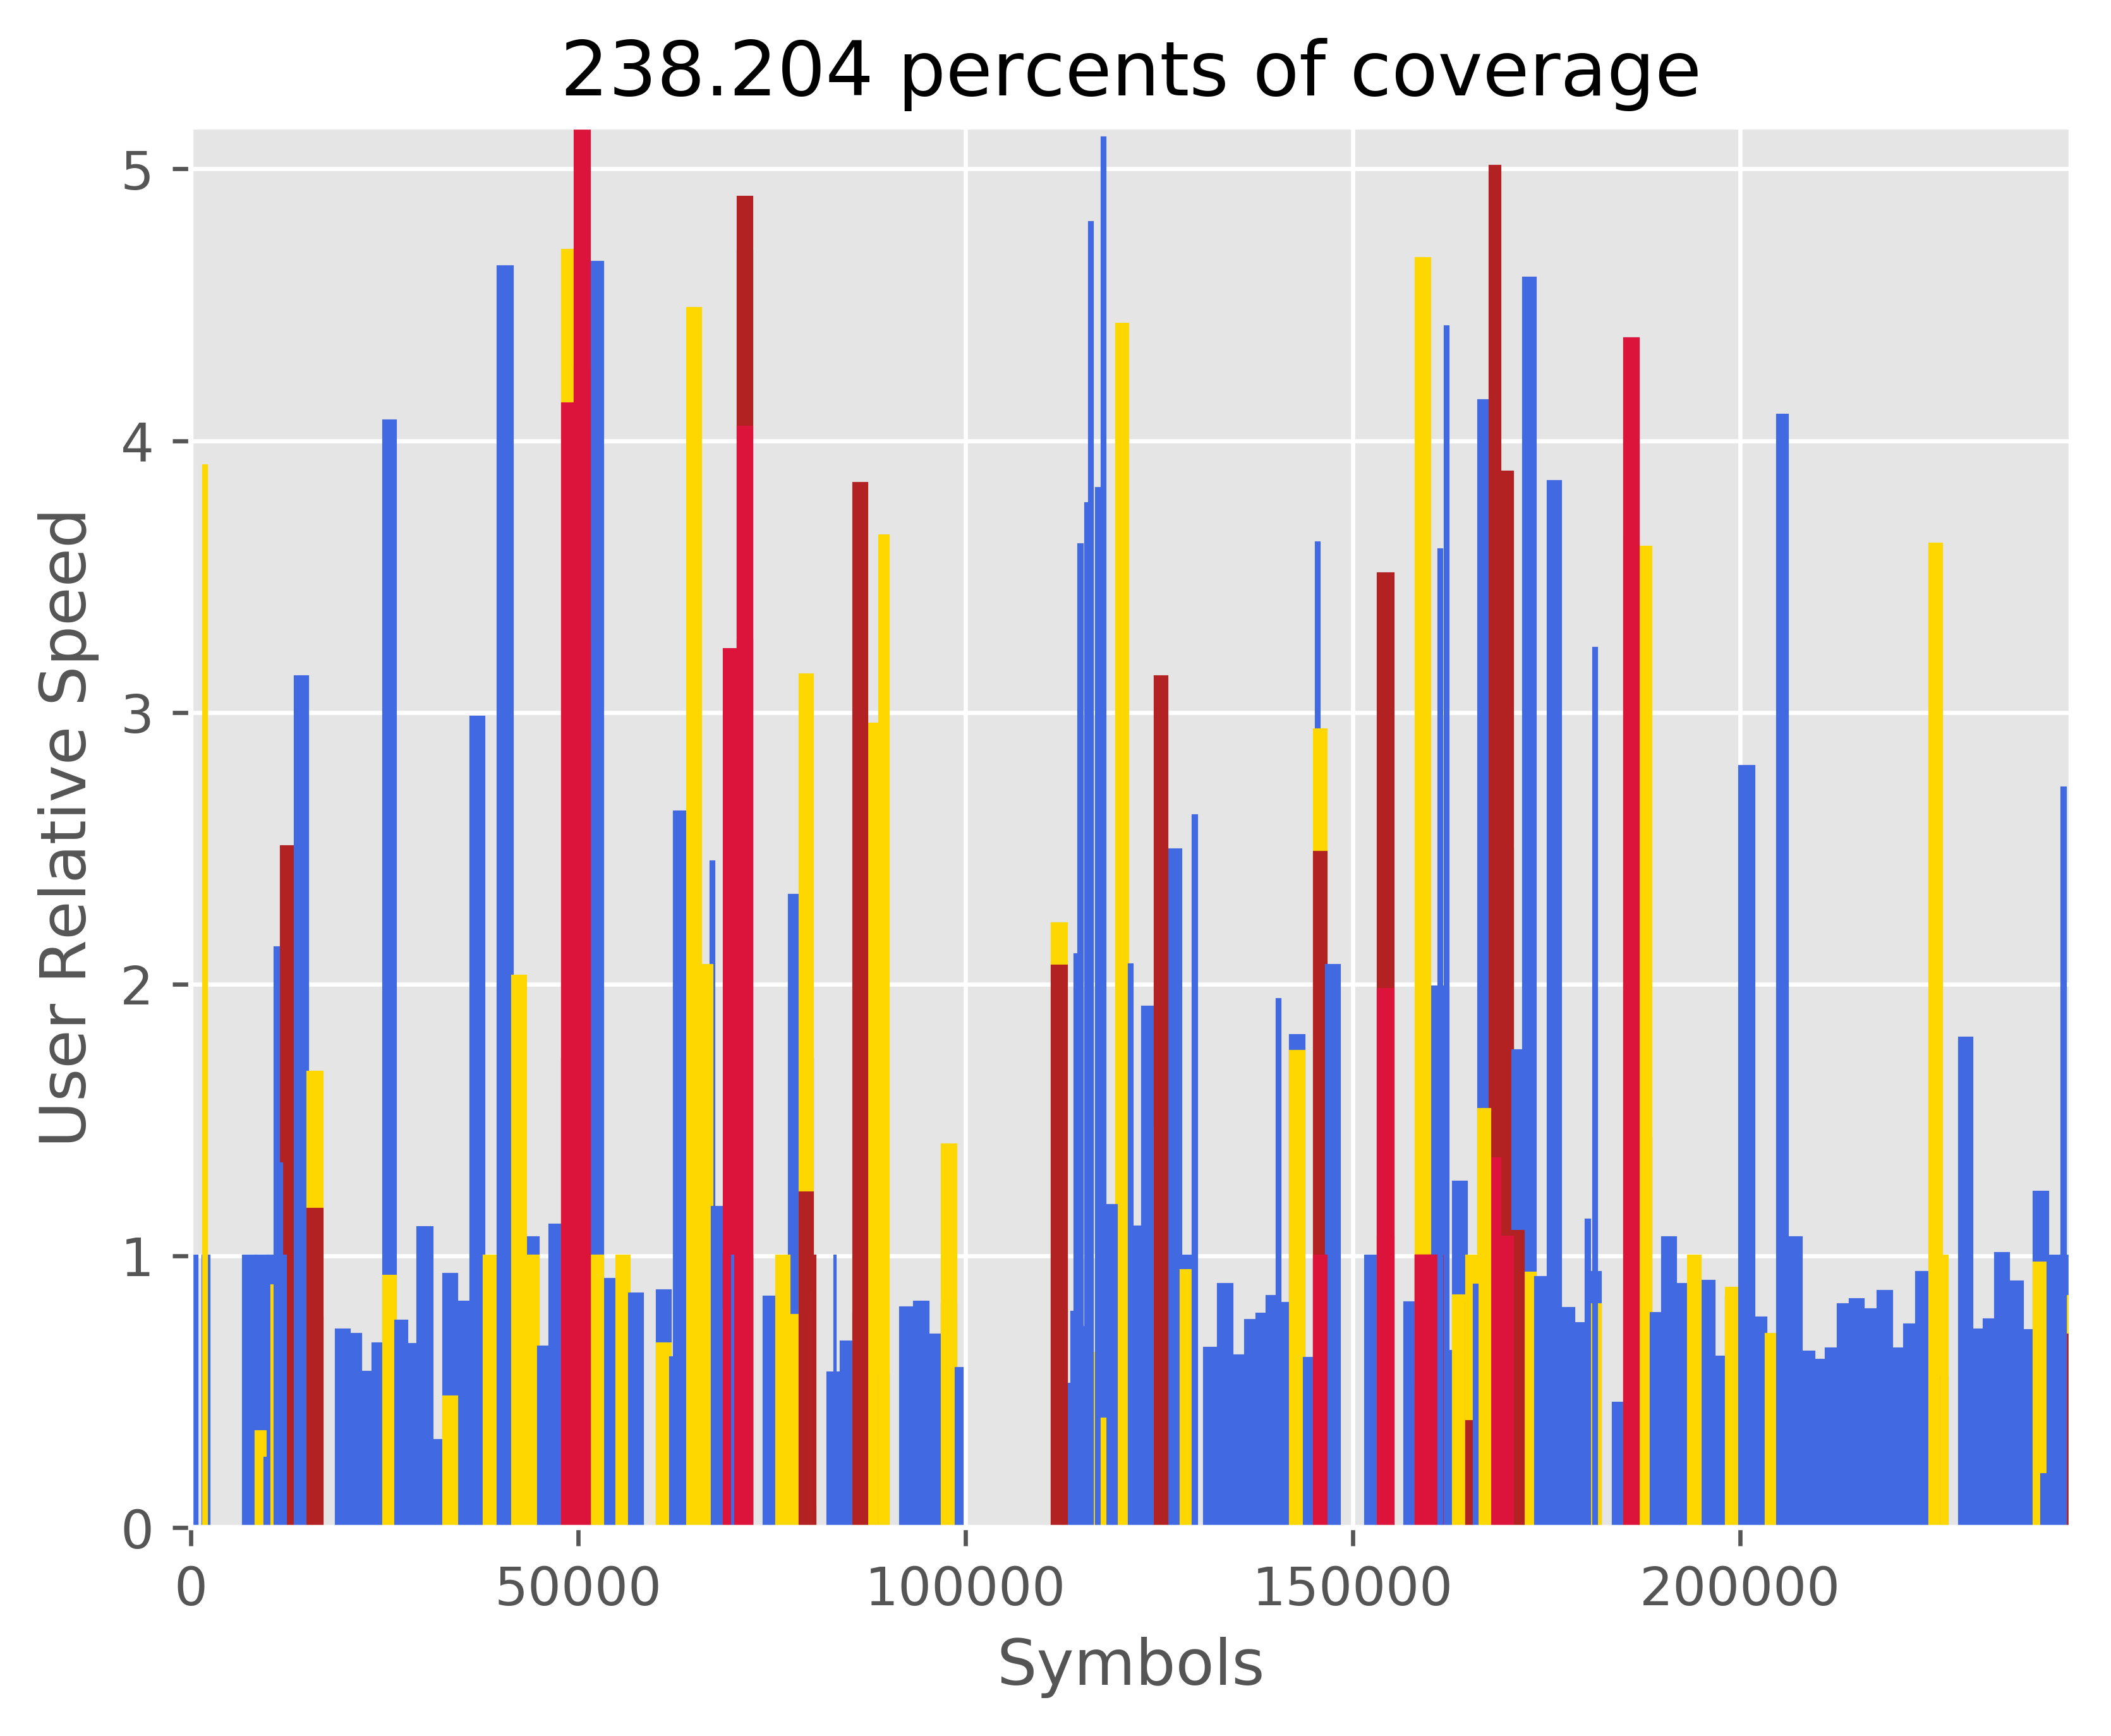 238.204 percents of coverage
User Relative Speed
5
4
3
2
1
0
0 50000 100000 150000 200000
Symbols